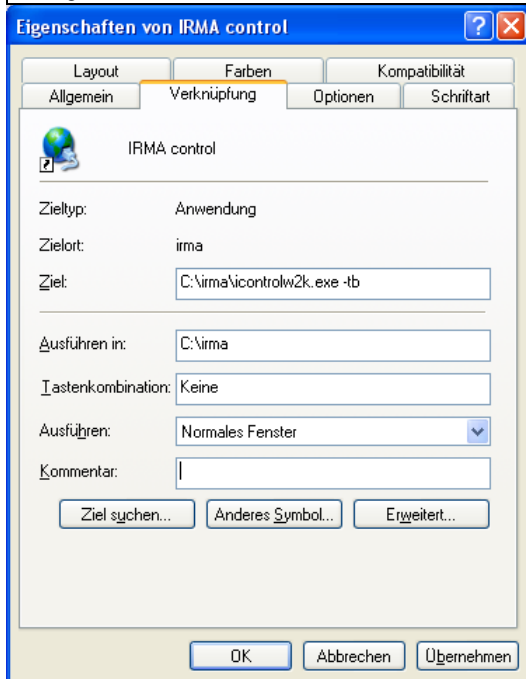 Eigenschaften von IRMA control
Layout Farben Kompatibilität
Allgemein Verknüpfung Optionen Schriftart
IRMA control
Zieltyp: Anwendung
Zielort: irma
Ziel: C:\irma\icontrolw2k.exe -tb
Ausführen in: C:\irma
Tastenkombination: Keine
Ausführen: Normales Fenster
Kommentar:
Ziel suchen... Anderes Symbol... Erweitert...
OK Abbrechen Übernehmen